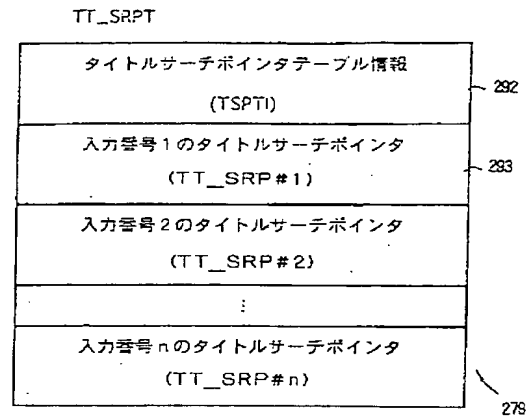 TT_SRPT
タイトルサーチポインタテーブル情報
(TSPTI)
292
入力番号1のタイトルサーチポインタ
(TT_SRP#1)
293
入力番号2のタイトルサーチポインタ
(TT_SRP#2)
⋮
入力番号nのタイトルサーチポインタ
(TT_SRP#n)
279